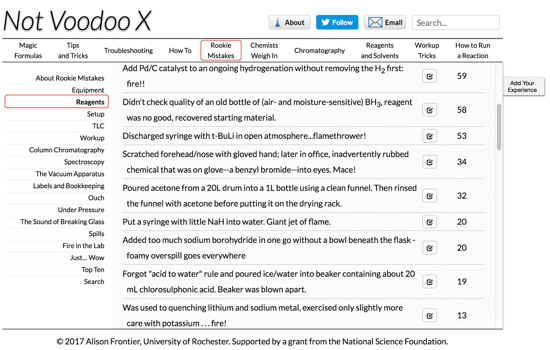 Not Voodoo X
About
Follow
Email
Search...
Magic Formulas
Tips and Tricks
Troubleshooting
How To
Rookie Mistakes
Chemists Weigh In
Chromatography
Reagents and Solvents
Workup Tricks
How to Run a Reaction
About Rookie Mistakes
Equipment
Reagents
Setup
TLC
Workup
Column Chromatography
Spectroscopy
The Vacuum Apparatus
Labels and Bookkeeping
Ouch
Under Pressure
The Sound of Breaking Glass
Spills
Fire in the Lab
Just... Wow
Top Ten
Search
Add Pd/C catalyst to an ongoing hydrogenation without removing the H2 first:
fire!!
59
Didn't check quality of an old bottle of (air- and moisture-sensitive) BH3, reagent
was no good, recovered starting material.
58
Discharged syringe with t-BuLi in open atmosphere...flamethrower!
53
Scratched forehead/nose with gloved hand; later in office, inadvertently rubbed
chemical that was on glove--a benzyl bromide--into eyes. Mace!
34
Poured acetone from a 20L drum into a 1L bottle using a clean funnel. Then rinsed
the funnel with acetone before putting it on the drying rack.
32
Put a syringe with little NaH into water. Giant jet of flame.
20
Added too much sodium borohydride in one go without a bowl beneath the flask -
foamy overspill goes everywhere
20
Forgot "acid to water" rule and poured ice/water into beaker containing about 20
mL chlorosulphonic acid. Beaker was blown apart.
19
Was used to quenching lithium and sodium metal, exercised only slightly more
care with potassium . . . fire!
13
Add Your
Experience
© 2017 Alison Frontier, University of Rochester. Supported by a grant from the National Science Foundation.